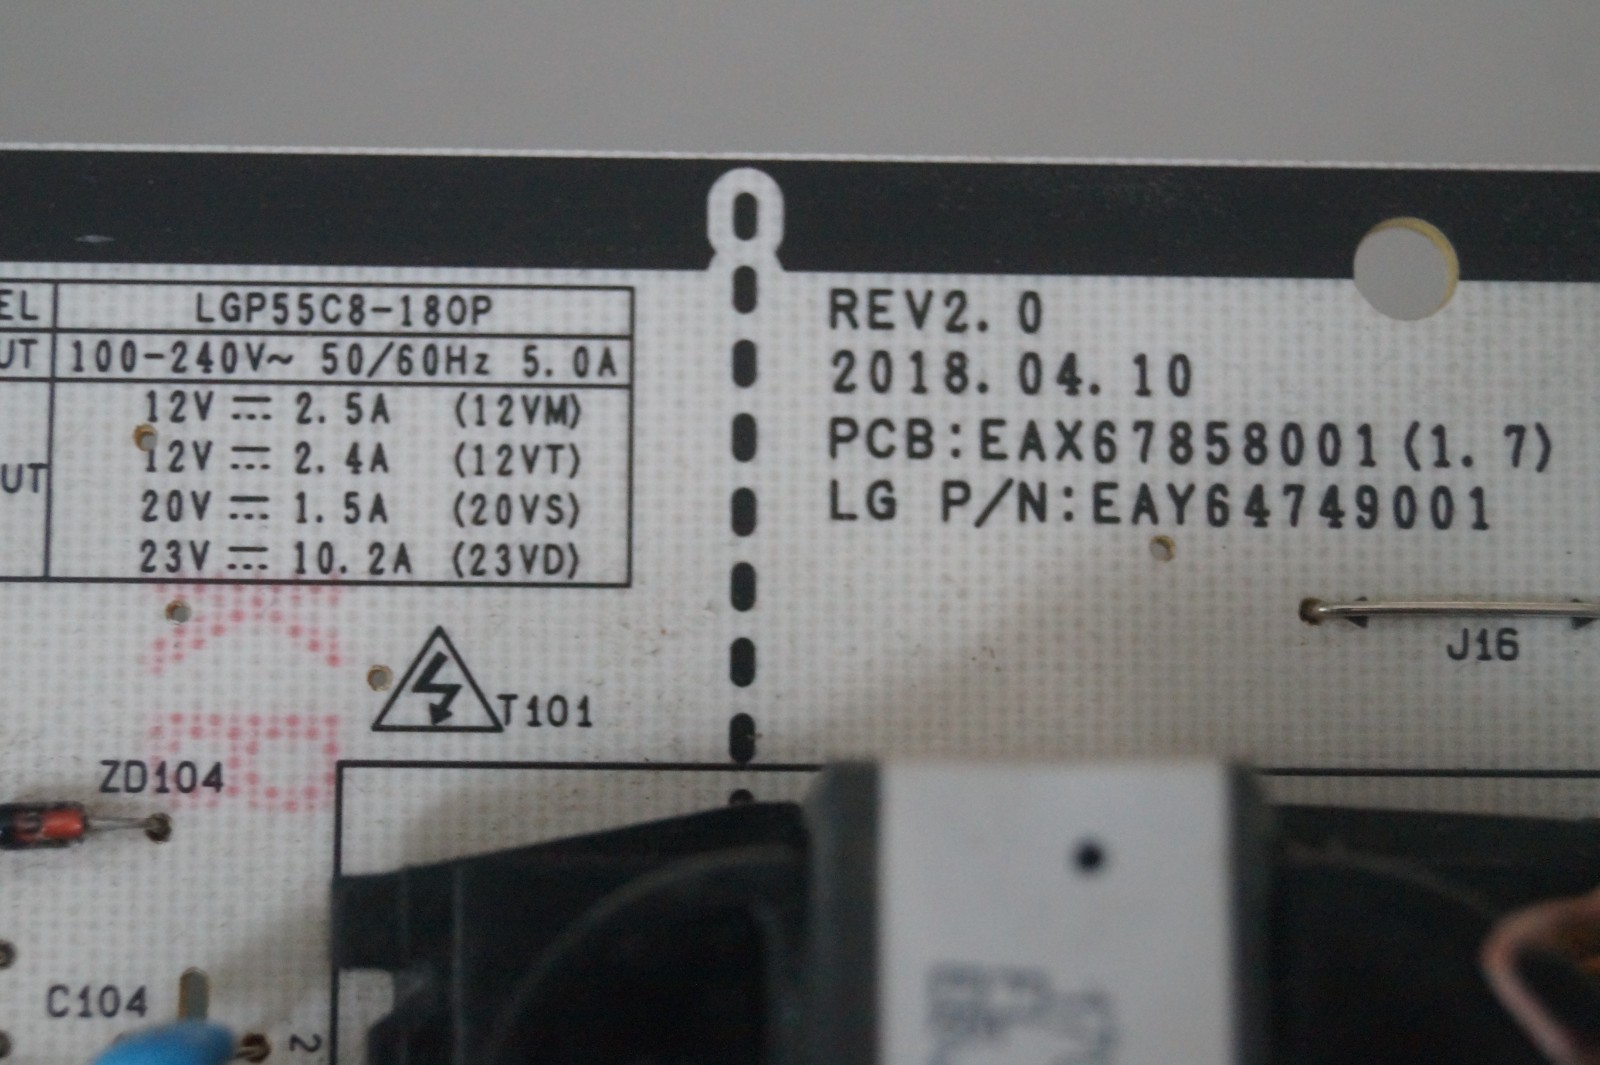 EL LGP55C8-180P
UT 100-240V~ 50/60Hz 5.0A
12V ⎓ 2.5A (12VM)
12V ⎓ 2.4A (12VT)
UT
20V ⎓ 1.5A (20VS)
23V ⎓ 10.2A (23VD)
REV2.0
2018.04.10
PCB:EAX67858001(1.7)
LG P/N:EAY64749001
J16
T101
ZD104
C104
2